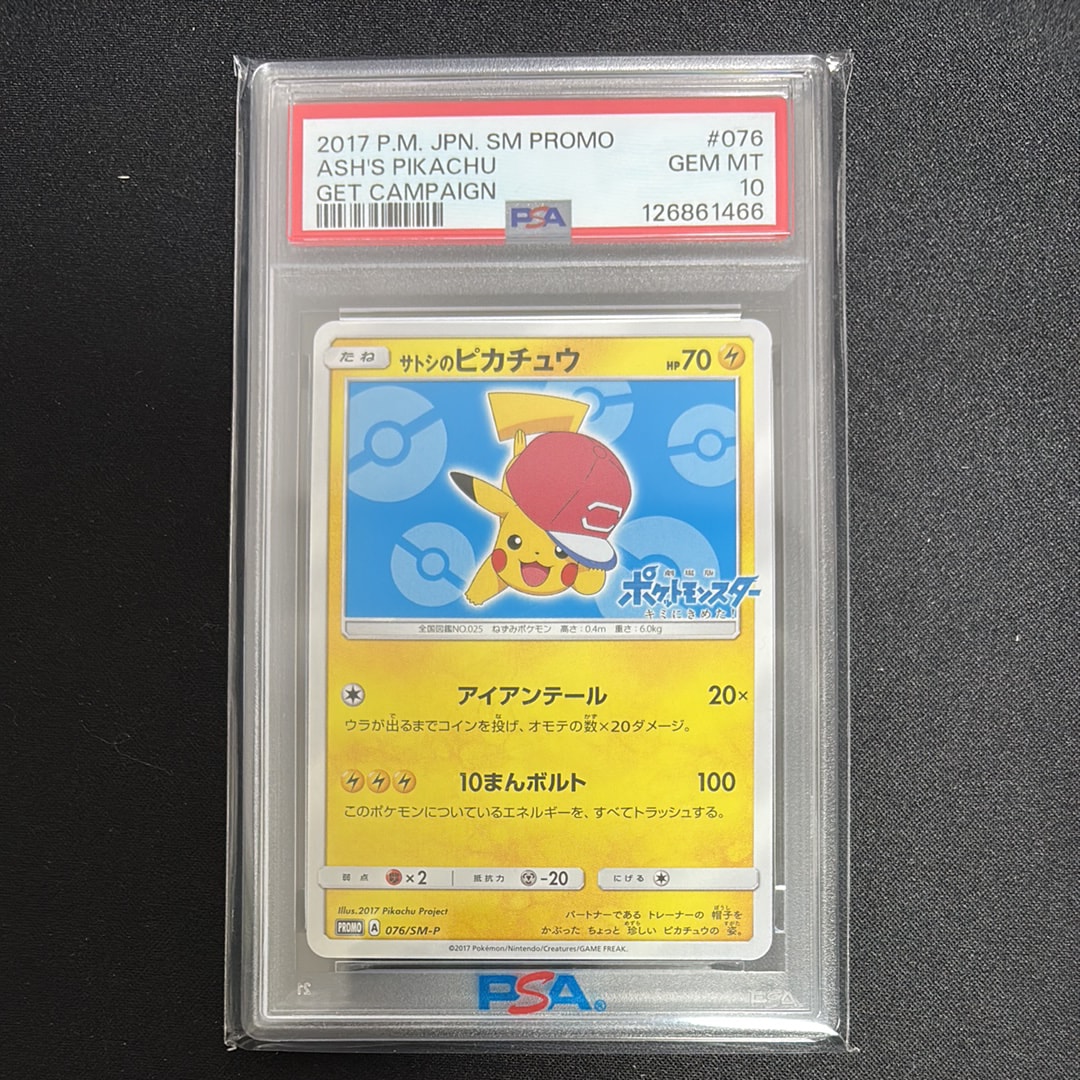 2017 P.M. JPN. SM PROMO #076
ASH'S PIKACHU GEM MT
GET CAMPAIGN 10
PSA 126861466
たね サトシのピカチュウ HP70
劇場版
ポケットモンスター
キミにきめた!
全国図鑑NO.025 ねずみポケモン 高さ:0.4m 重さ:6.0kg
アイアンテール 20×
ウラが出るまでコインを投げ、オモテの数×20ダメージ。
10まんボルト 100
このポケモンについているエネルギーを、すべてトラッシュする。
弱点 ×2 抵抗力 -20 にげる
Illus.2017 Pikachu Project
パートナーである トレーナーの 帽子を
PROMO A 076/SM-P
かぶった ちょっと 珍しい ピカチュウの 姿。
©2017 Pokémon/Nintendo/Creatures/GAME FREAK.
PSA®